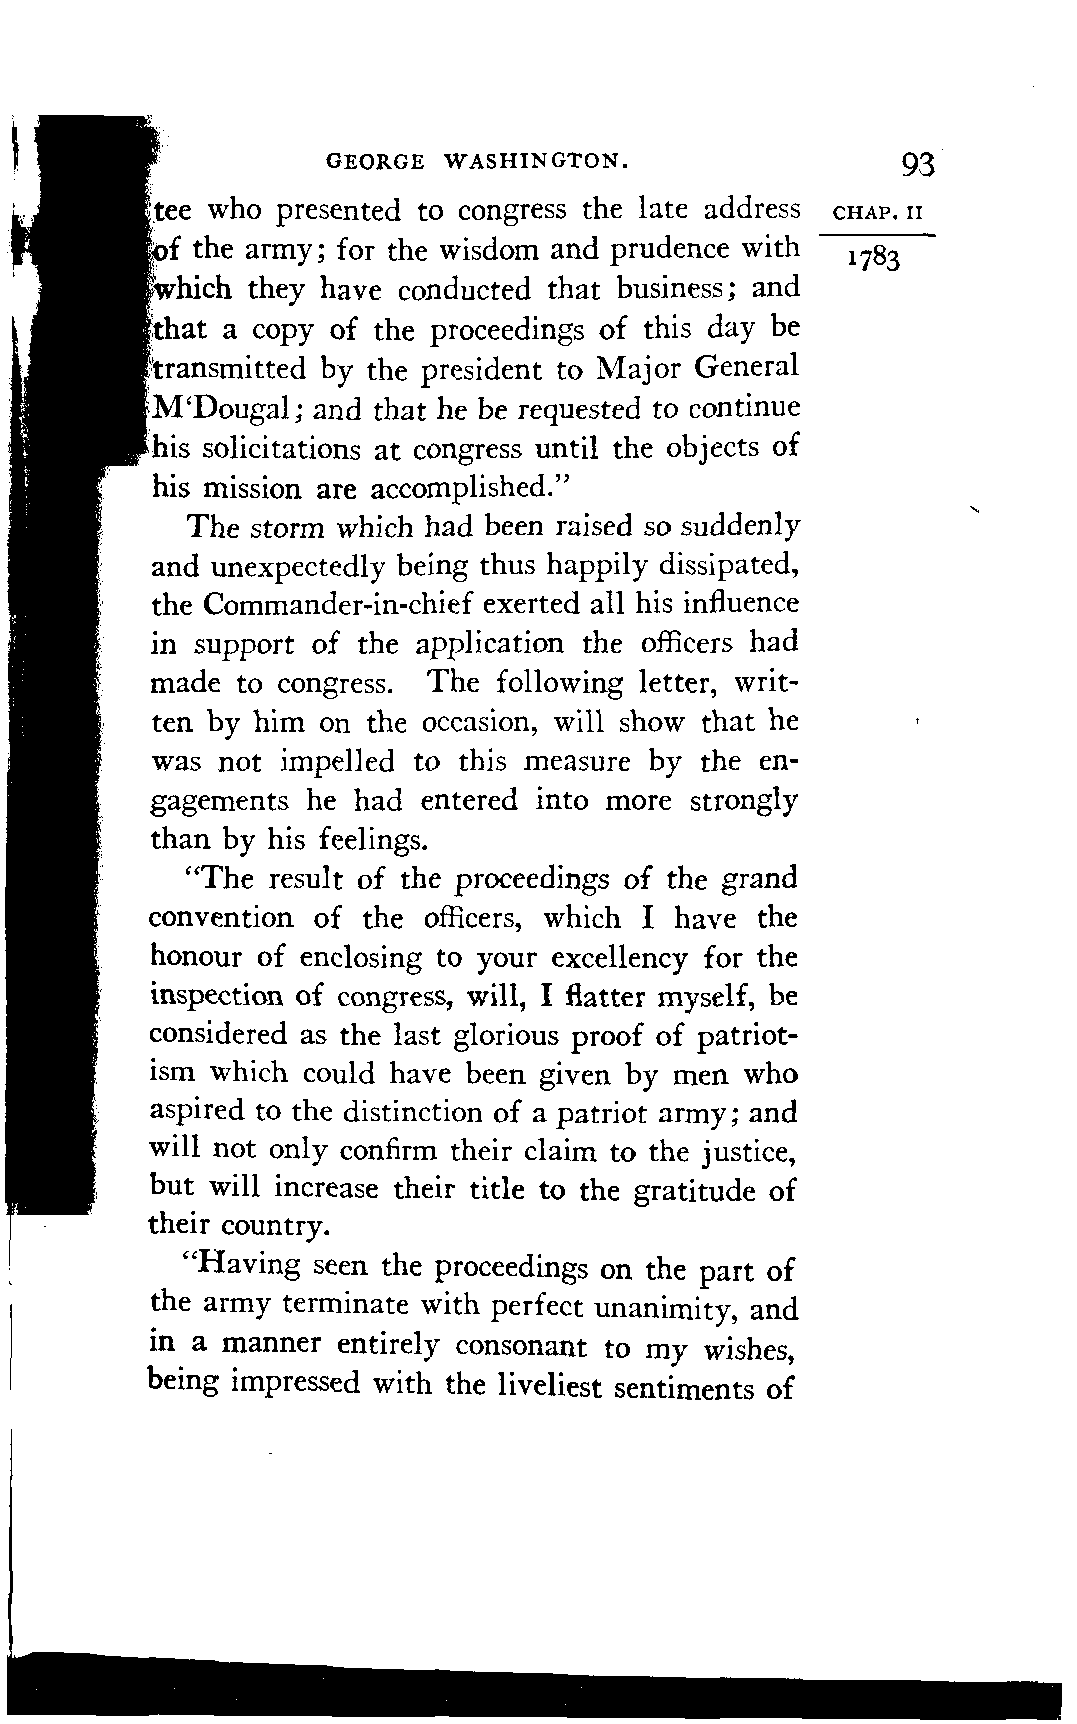 GEORGE WASHINGTON. 93
tee who presented to congress the late address CHAP. II
of the army; for the wisdom and prudence with 1783
which they have conducted that business; and
that a copy of the proceedings of this day be
transmitted by the president to Major General
M‘Dougal; and that he be requested to continue
his solicitations at congress until the objects of
his mission are accomplished."
The storm which had been raised so suddenly
and unexpectedly being thus happily dissipated,
the Commander-in-chief exerted all his influence
in support of the application the officers had
made to congress. The following letter, writ-
ten by him on the occasion, will show that he
was not impelled to this measure by the en-
gagements he had entered into more strongly
than by his feelings.
"The result of the proceedings of the grand
convention of the officers, which I have the
honour of enclosing to your excellency for the
inspection of congress, will, I flatter myself, be
considered as the last glorious proof of patriot-
ism which could have been given by men who
aspired to the distinction of a patriot army; and
will not only confirm their claim to the justice,
but will increase their title to the gratitude of
their country.
"Having seen the proceedings on the part of
the army terminate with perfect unanimity, and
in a manner entirely consonant to my wishes,
being impressed with the liveliest sentiments of